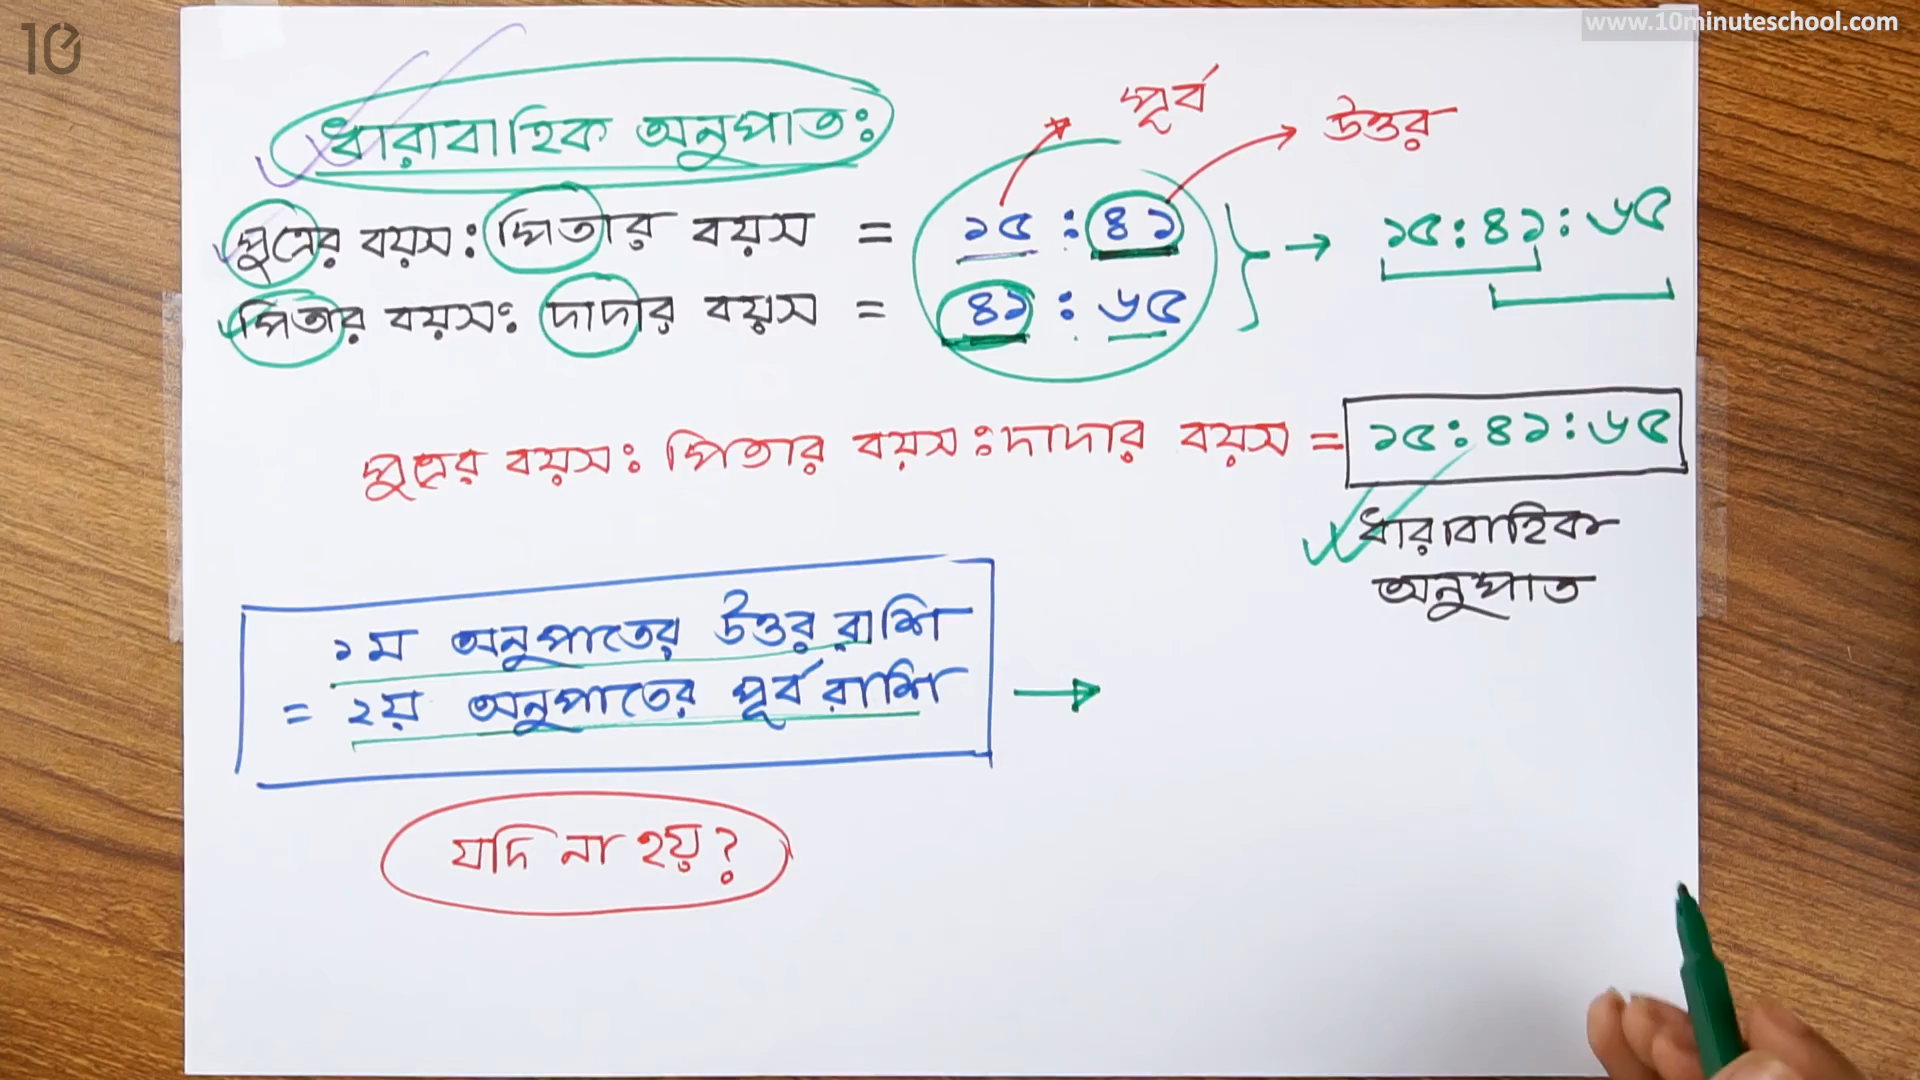 10
www.10minuteschool.com
ধারাবাহিক অনুপাত:
পূর্ব
উত্তর
পুত্রের বয়স: পিতার বয়স = ১৫ : ৪১
পিতার বয়স: দাদার বয়স = ৪১ : ৬৫
→ ১৫ : ৪১ : ৬৫
পুত্রের বয়স: পিতার বয়স : দাদার বয়স = ১৫ : ৪১ : ৬৫
ধারাবাহিক
অনুপাত
১ম অনুপাতের উত্তর রাশি
= ২য় অনুপাতের পূর্ব রাশি →
যদি না হয়?